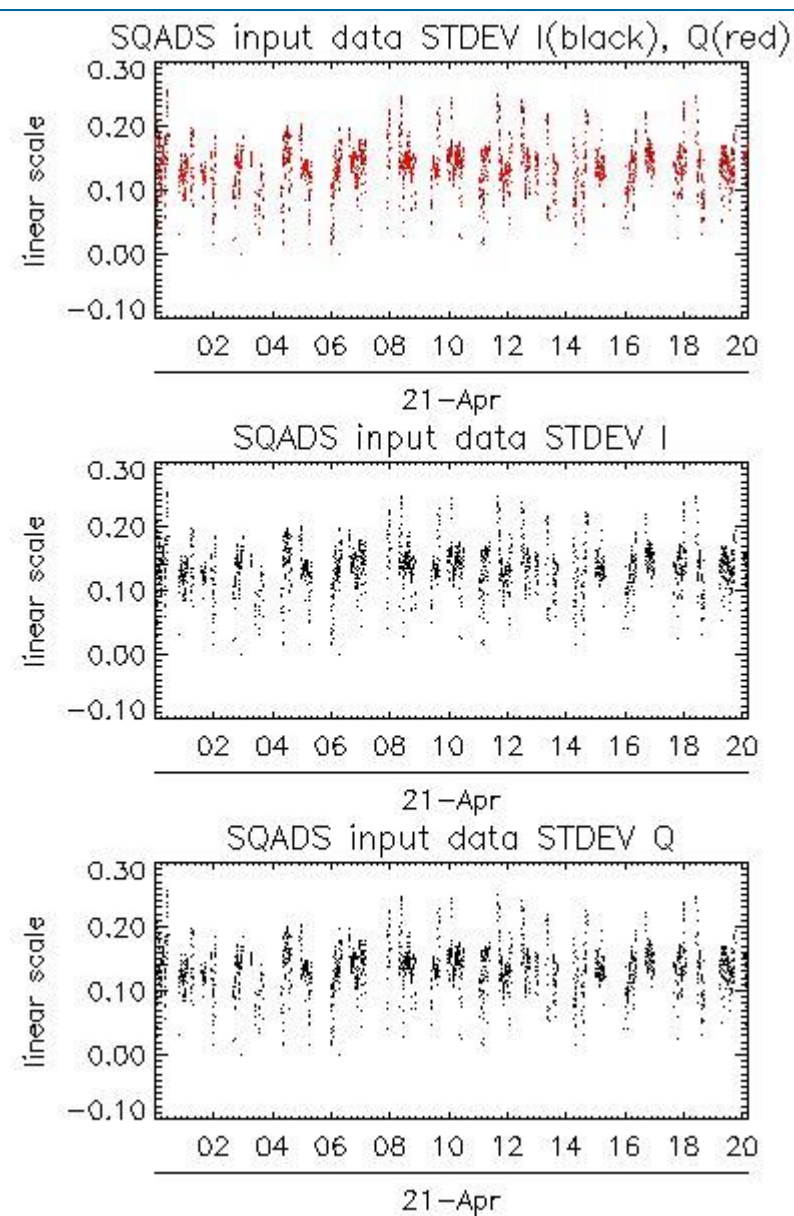 SQADS input data STDEV I(black), Q(red)
0.30
0.20
0.10
0.00
-0.10
linear scale
02 04 06 08 10 12 14 16 18 20
21-Apr
SQADS input data STDEV I
0.30
0.20
0.10
0.00
-0.10
linear scale
02 04 06 08 10 12 14 16 18 20
21-Apr
SQADS input data STDEV Q
0.30
0.20
0.10
0.00
-0.10
linear scale
02 04 06 08 10 12 14 16 18 20
21-Apr